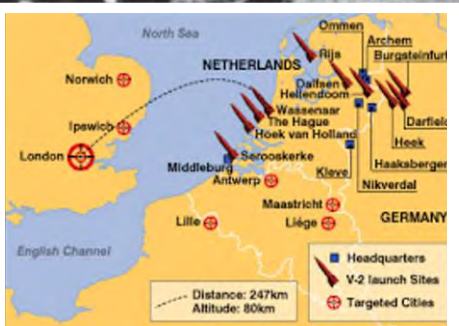 North Sea
Ommen
Archem
Rijs
Burgsteinfurt
NETHERLANDS
Norwich
Dalfsen
Hellendoorn
Wassenaar
Ipswich
The Hague
Darfield
Hoek van Holland
Heek
London
Serooskerke
Haaksbergen
Middelburg
Kleve
Nikverdal
Antwerp
Maastricht
Lille
Liége
GERMANY
English Channel
Headquarters
V-2 launch Sites
Distance: 247km
Altitude: 80km
Targeted Cities